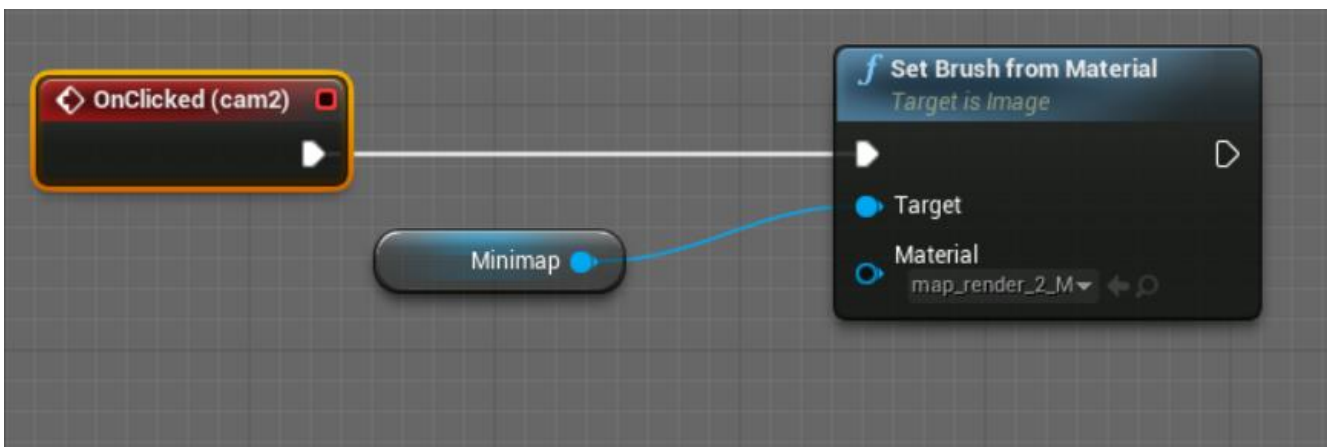 OnClicked (cam2)
Minimap
f Set Brush from Material
Target is Image
Target
Material
map_render_2_M